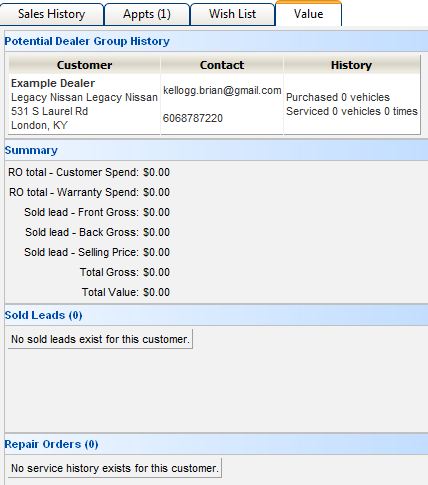 Sales History Appts (1) Wish List Value
Potential Dealer Group History
Customer Contact History
Example Dealer
Legacy Nissan Legacy Nissan
531 S Laurel Rd
London, KY
kellogg.brian@gmail.com
6068787220
Purchased 0 vehicles
Serviced 0 vehicles 0 times
Summary
RO total - Customer Spend: $0.00
RO total - Warranty Spend: $0.00
Sold lead - Front Gross: $0.00
Sold lead - Back Gross: $0.00
Sold lead - Selling Price: $0.00
Total Gross: $0.00
Total Value: $0.00
Sold Leads (0)
No sold leads exist for this customer.
Repair Orders (0)
No service history exists for this customer.